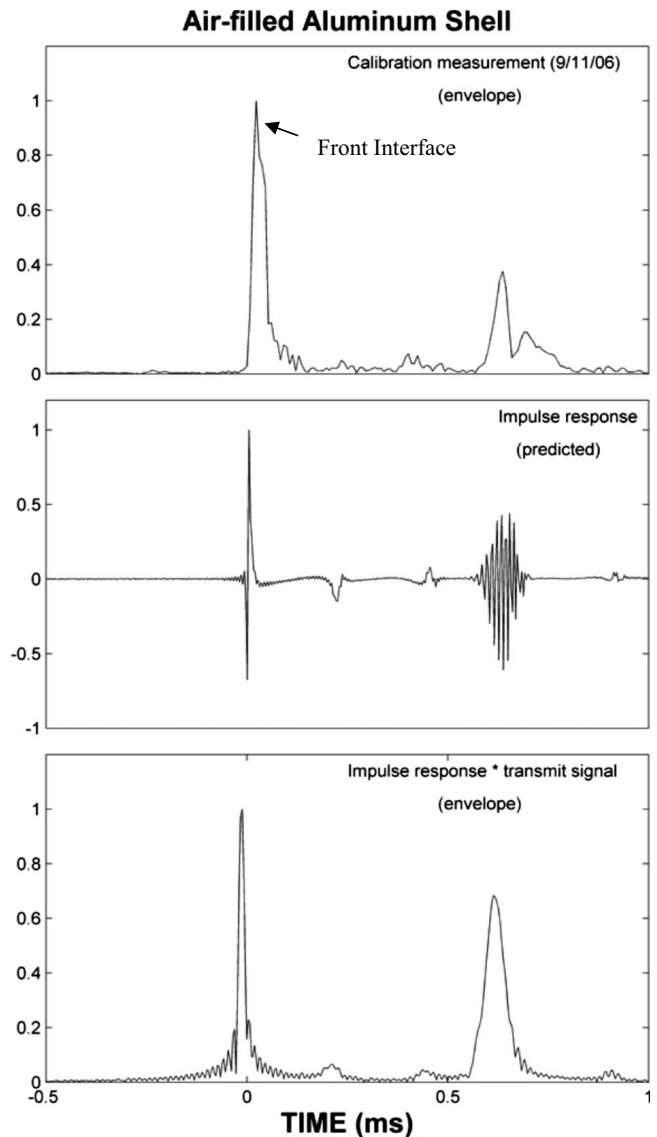 Air-filled Aluminum Shell
Calibration measurement (9/11/06)
(envelope)
Front Interface
1
0.8
0.6
0.4
0.2
0
Impulse response
(predicted)
1
0.5
0
-0.5
-1
Impulse response * transmit signal
(envelope)
1
0.8
0.6
0.4
0.2
0
-0.5 0 0.5 1
TIME (ms)